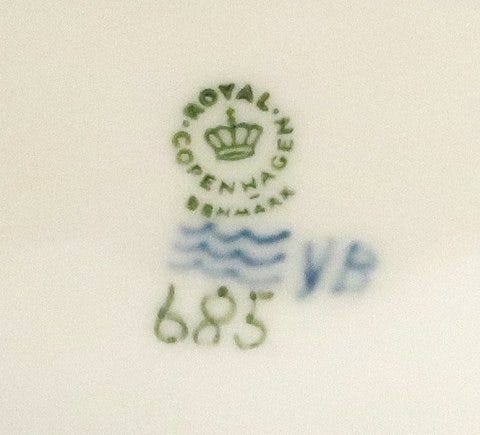 ROYAL
COPENHAGEN
DENMARK
VB
685